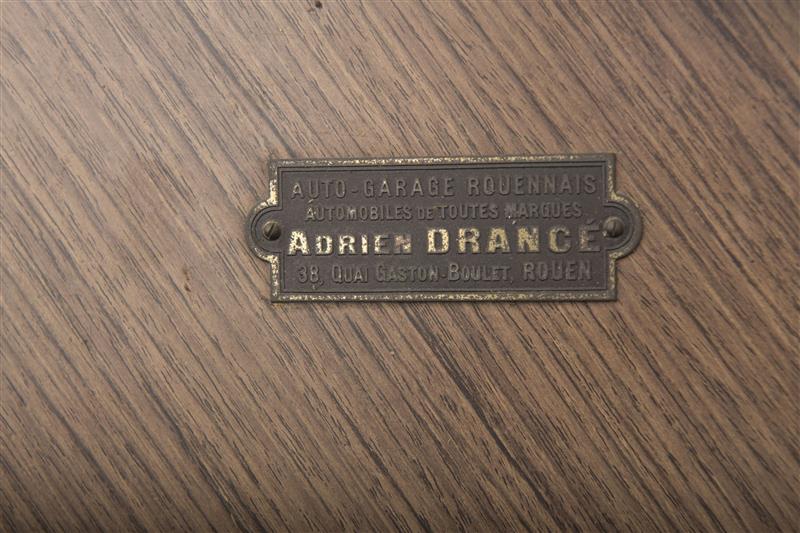 AUTO-GARAGE ROUENNAIS
AUTOMOBILES DE TOUTES MARQUES
ADRIEN DRANCÉ
38, QUAI GASTON-BOULET, ROUEN